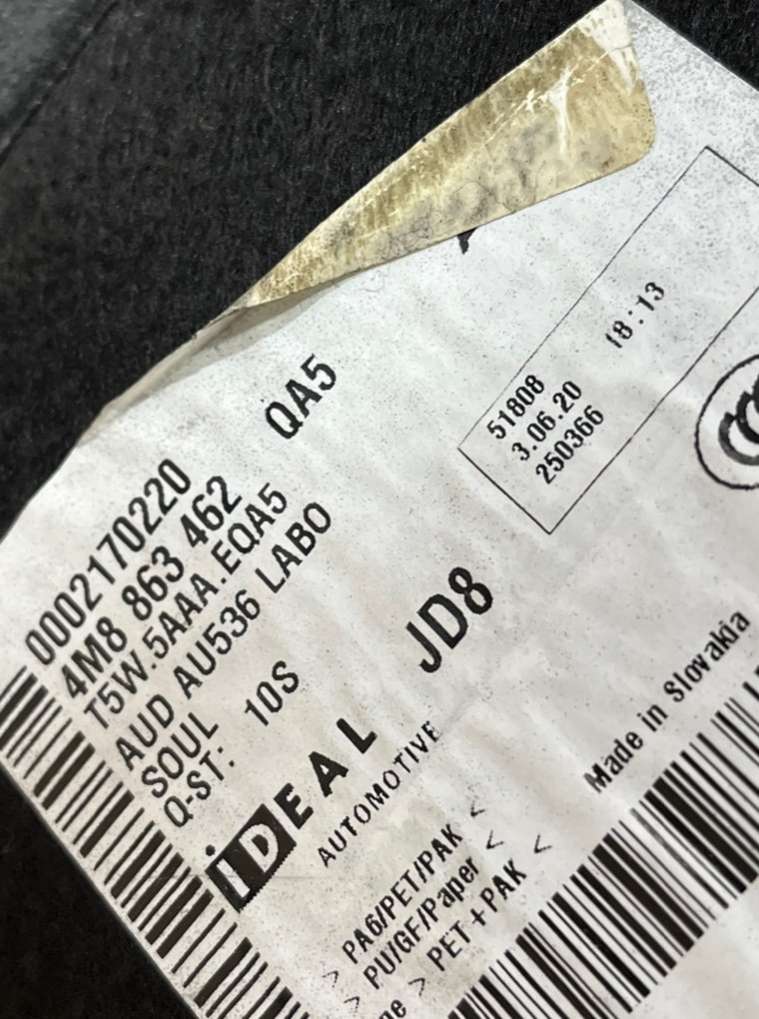 QA5
0002170220
4M8 863 462
T5W.5AAA.EQA5
AUD AU536 LABO
SOUL 10S
Q-ST:
JD8
51808
3.06.20 18:13
250366
iDEAL
AUTOMOTIVE
Made in Slovakia
> PA6/PET/PAK <
> PU/GF/Paper <
> PET+PAK <